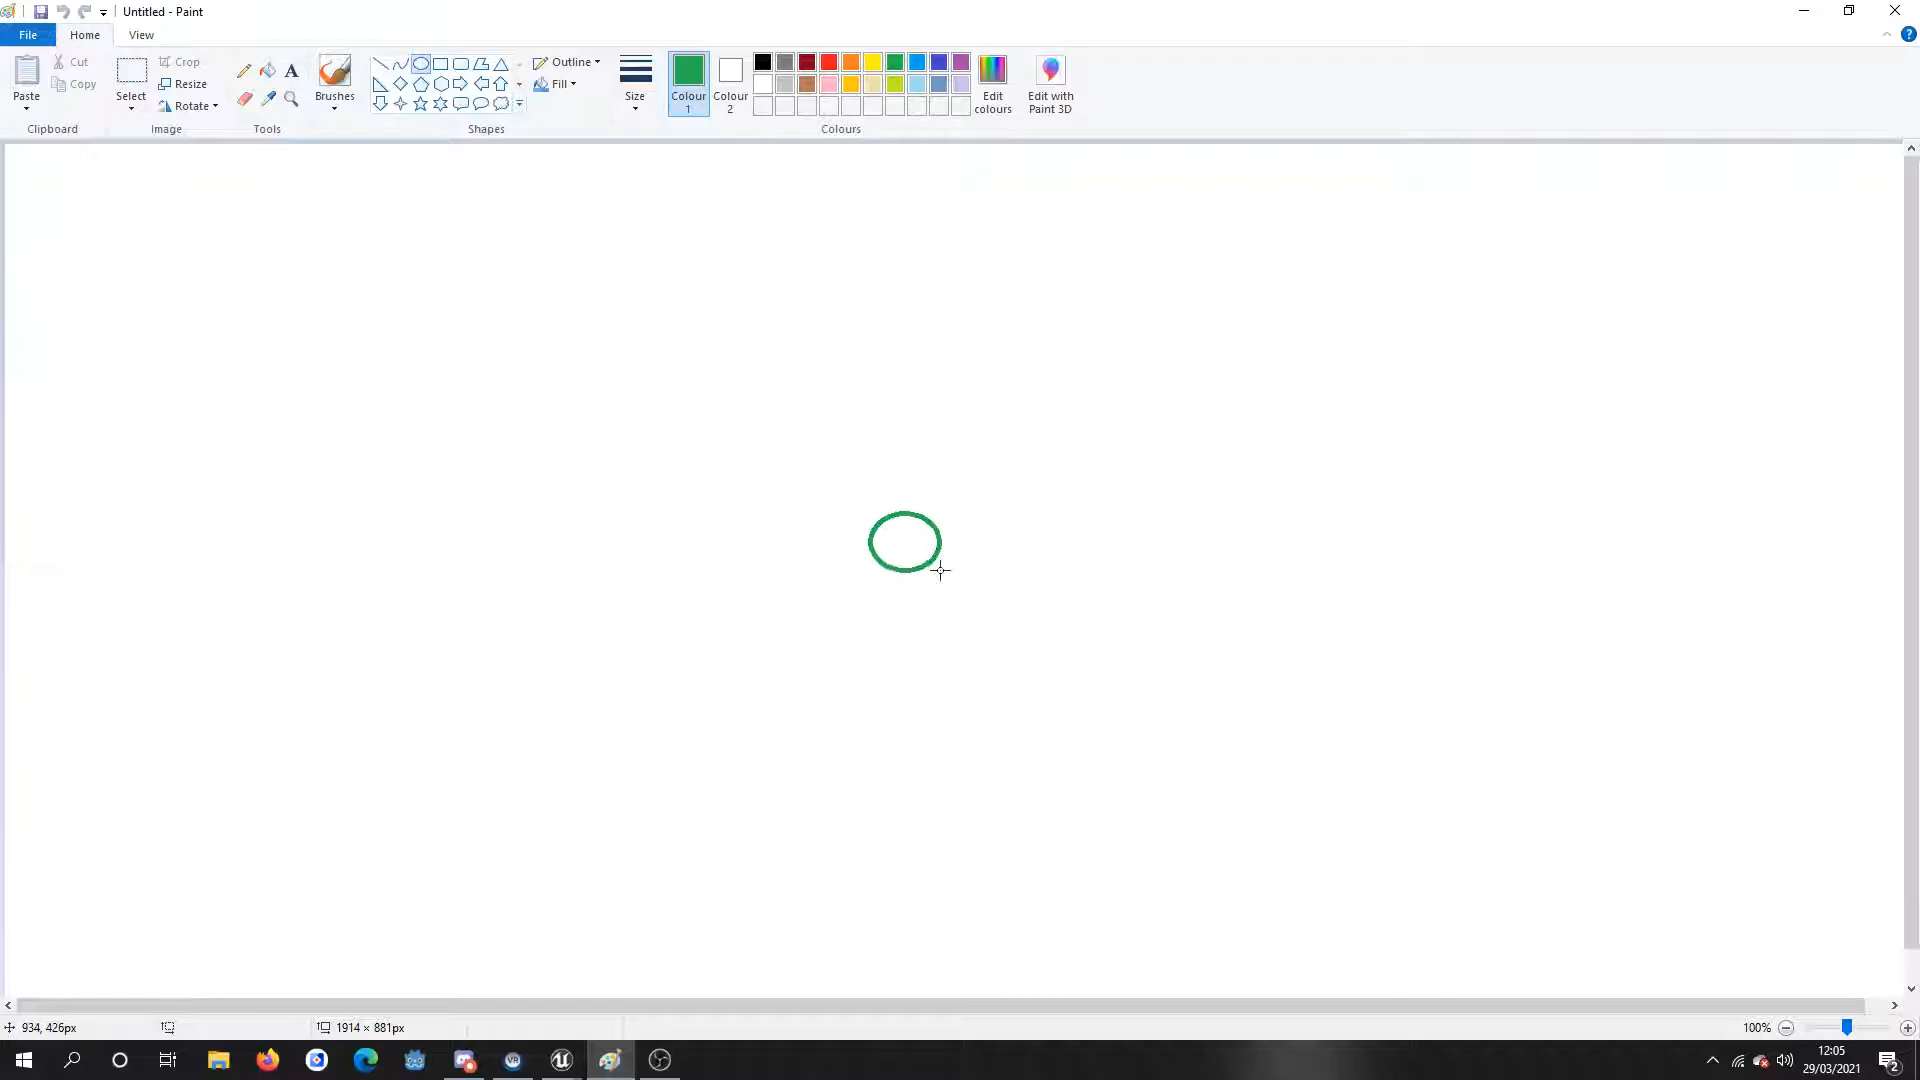 Untitled - Paint
File Home View
Paste
Cut
Copy
Clipboard
Select
Crop
Resize
Rotate
Image
A
Tools
Brushes
Outline
Fill
Shapes
Size
Colour 1
Colour 2
Edit colours
Edit with Paint 3D
Colours
934, 426px
1914 × 881px
100%
VR
12:05
29/03/2021
2